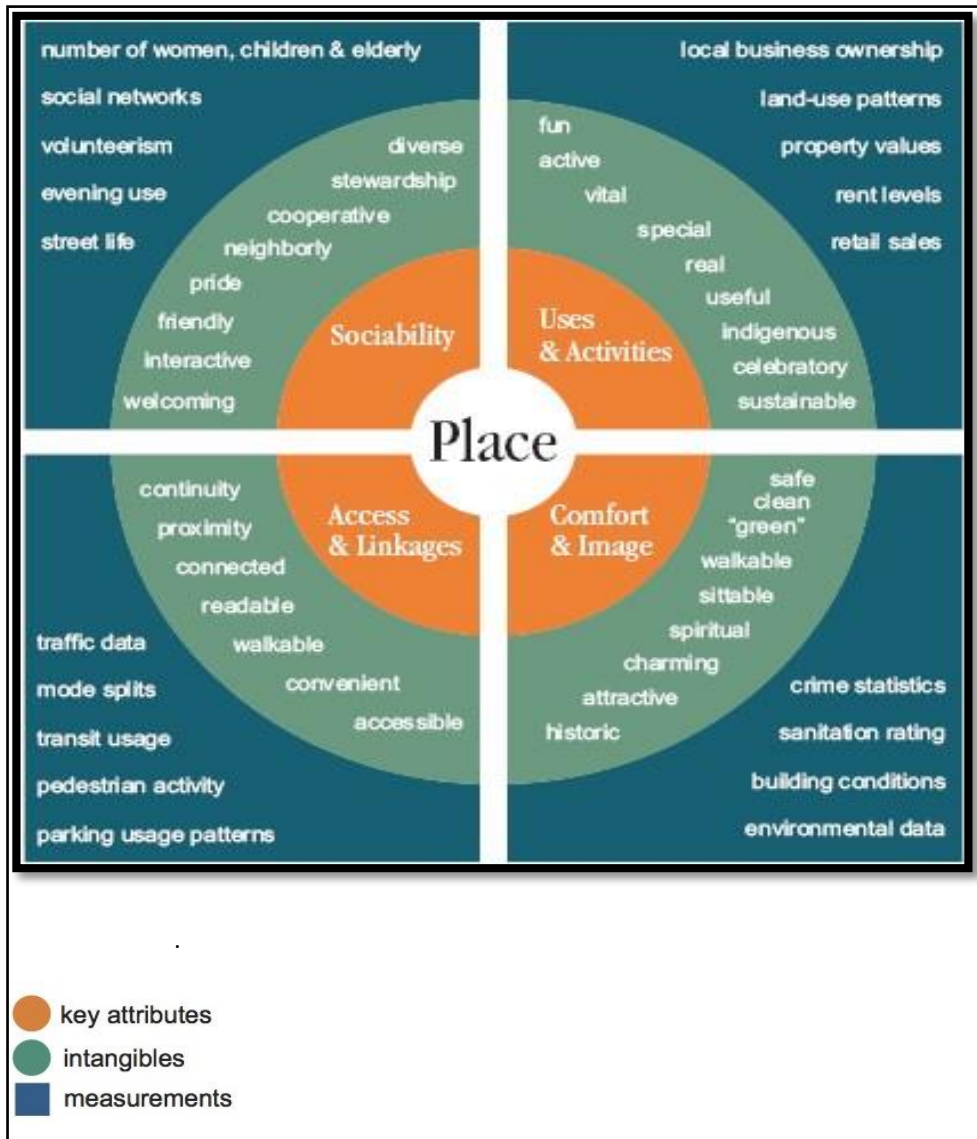 number of women, children & elderly
social networks
volunteerism
evening use
street life
diverse
stewardship
cooperative
neighborly
pride
friendly
interactive
welcoming
Sociability
local business ownership
land-use patterns
property values
rent levels
retail sales
fun
active
vital
special
real
useful
indigenous
celebratory
sustainable
Uses
& Activities
Place
continuity
proximity
connected
readable
walkable
convenient
accessible
Access
& Linkages
traffic data
mode splits
transit usage
pedestrian activity
parking usage patterns
Comfort
& Image
safe
clean
"green"
walkable
sittable
spiritual
charming
attractive
historic
crime statistics
sanitation rating
building conditions
environmental data
.
key attributes
intangibles
measurements